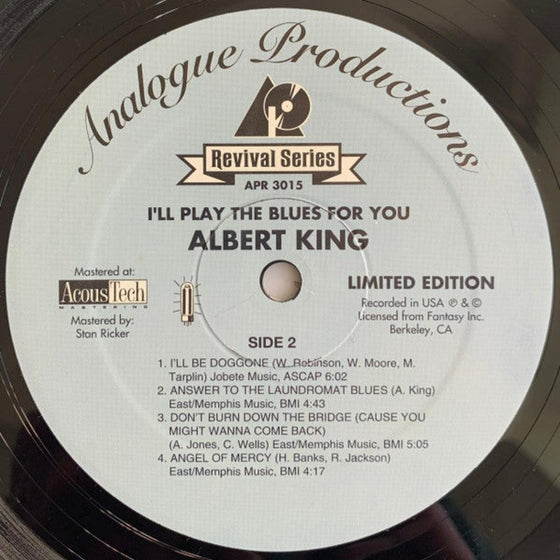 Analogue Productions
Revival Series
APR 3015
I'LL PLAY THE BLUES FOR YOU
ALBERT KING
Mastered at:
AcousTech
MASTERING
Mastered by:
Stan Ricker
LIMITED EDITION
Recorded in USA ℗ & ©
Licensed from Fantasy Inc.
Berkeley, CA
SIDE 2
1. I'LL BE DOGGONE (W. Robinson, W. Moore, M.
Tarplin) Jobete Music, ASCAP 6:02
2. ANSWER TO THE LAUNDROMAT BLUES (A. King)
East/Memphis Music, BMI 4:43
3. DON'T BURN DOWN THE BRIDGE (CAUSE YOU
MIGHT WANNA COME BACK)
(A. Jones, C. Wells) East/Memphis Music, BMI 5:05
4. ANGEL OF MERCY (H. Banks, R. Jackson)
East/Memphis Music, BMI 4:17